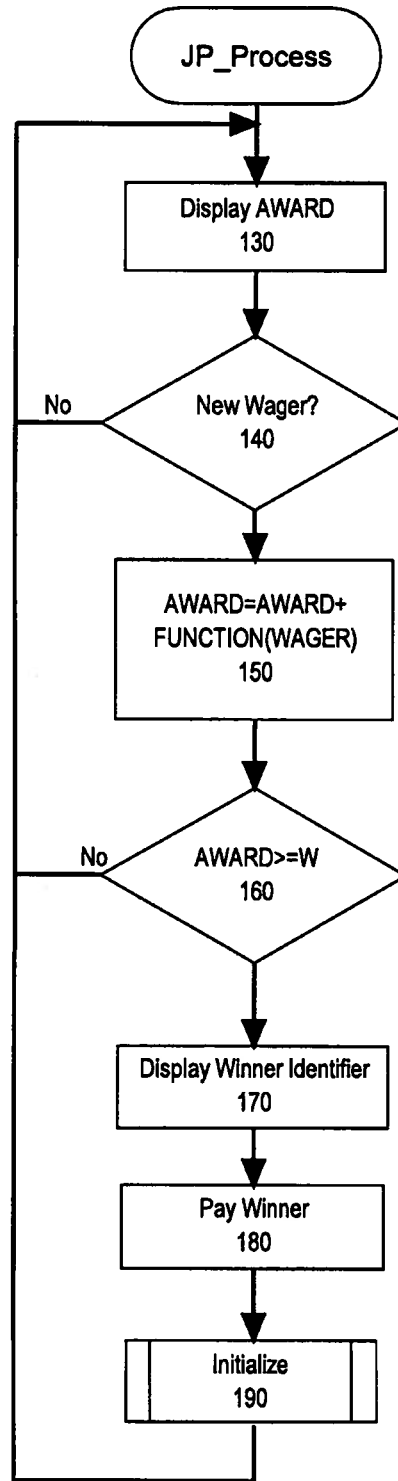 JP_Process
Display AWARD
130
No
New Wager?
140
AWARD=AWARD+
FUNCTION(WAGER)
150
No
AWARD>=W
160
Display Winner Identifier
170
Pay Winner
180
Initialize
190